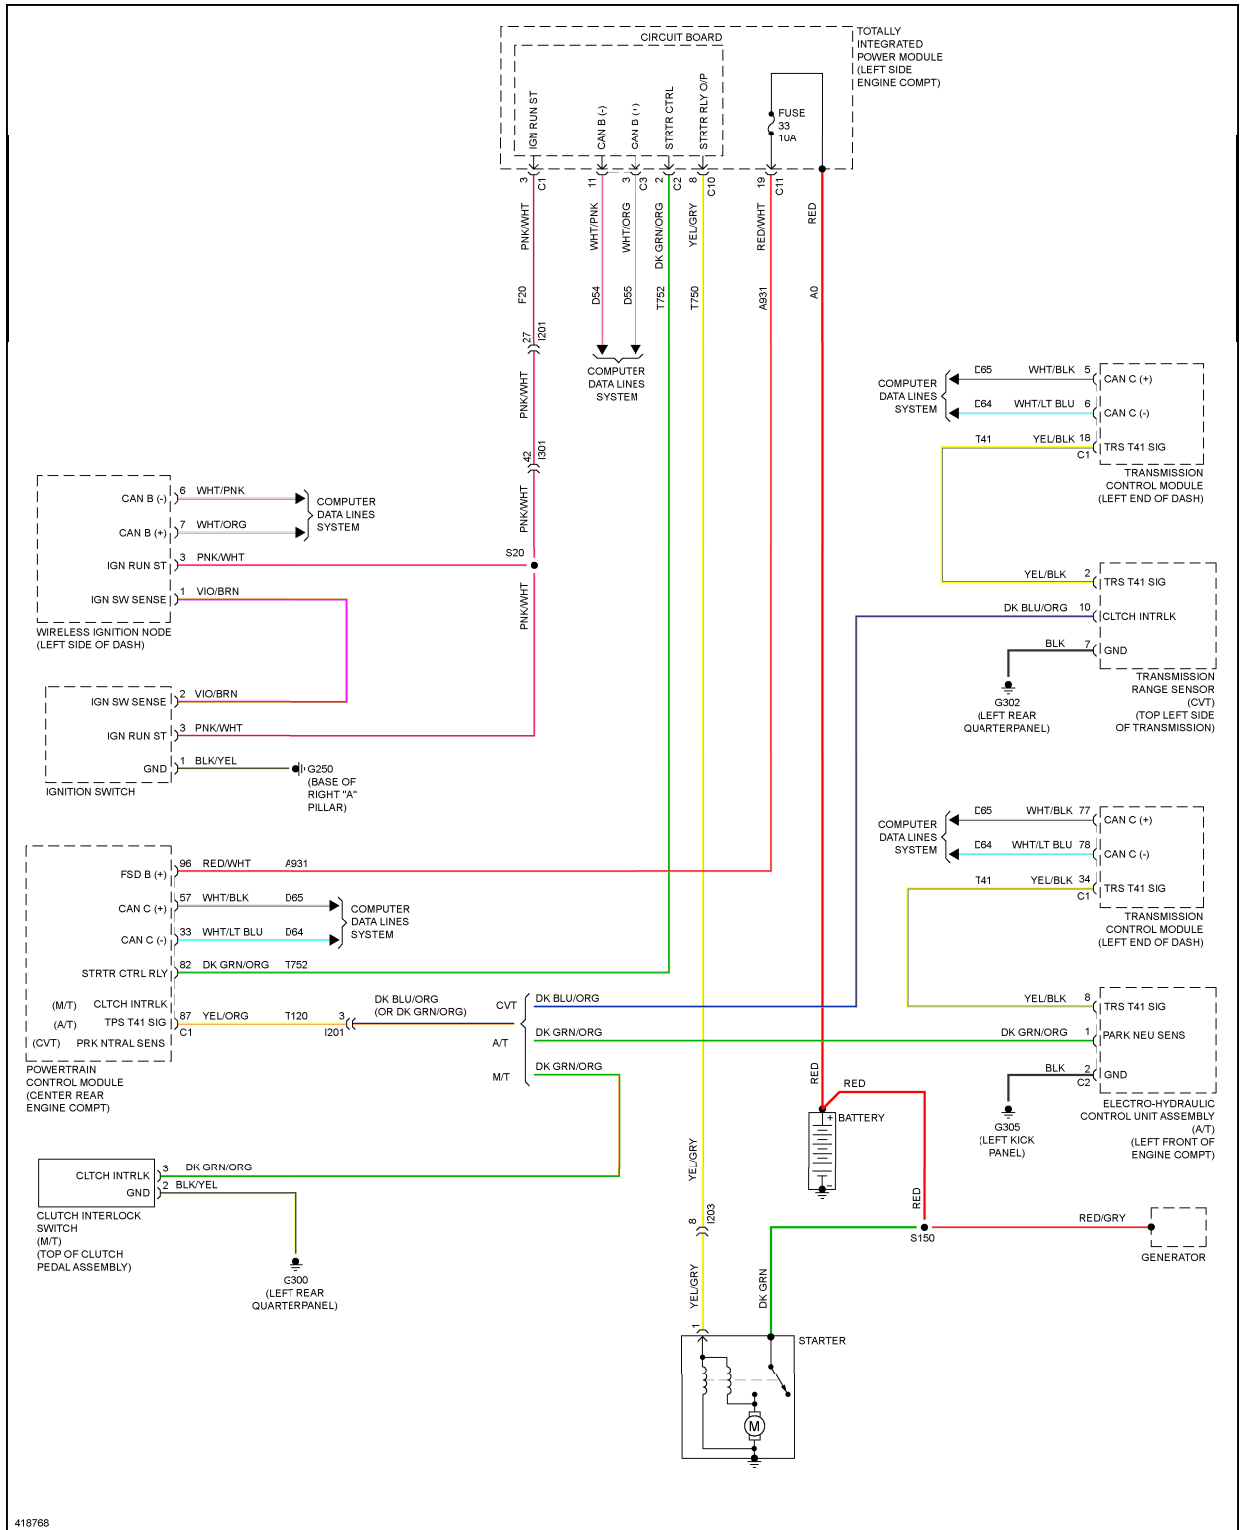 TOTALLY
INTEGRATED
POWER MODULE
(LEFT SIDE
ENGINE COMPT)
CIRCUIT BOARD
IGN RUN ST
CAN B (-)
CAN B (+)
STRTR CTRL
STRTR RLY O/P
FUSE
33
10A
3 C1
11
3 C3
2 C2
8 C10
19 C11
PNK/WHT
WHT/PNK
WHT/ORG
DK GRN/ORG
YEL/GRY
RED/WHT
RED
F20
D54
D55
T752
T750
A931
A0
27 I201
COMPUTER
DATA LINES
SYSTEM
PNK/WHT
42 I301
PNK/WHT
S20
PNK/WHT
COMPUTER
DATA LINES
SYSTEM
D65 WHT/BLK 5 CAN C (+)
D64 WHT/LT BLU 6 CAN C (-)
T41 YEL/BLK 18 TRS T41 SIG
C1
TRANSMISSION
CONTROL MODULE
(LEFT END OF DASH)
CAN B (-) 6 WHT/PNK
CAN B (+) 7 WHT/ORG
COMPUTER
DATA LINES
SYSTEM
IGN RUN ST 3 PNK/WHT
IGN SW SENSE 1 VIO/BRN
WIRELESS IGNITION NODE
(LEFT SIDE OF DASH)
YEL/BLK 2 TRS T41 SIG
DK BLU/ORG 10 CLTCH INTRLK
BLK 7 GND
G302
(LEFT REAR
QUARTERPANEL)
TRANSMISSION
RANGE SENSOR
(CVT)
(TOP LEFT SIDE
OF TRANSMISSION)
IGN SW SENSE 2 VIO/BRN
IGN RUN ST 3 PNK/WHT
GND 1 BLK/YEL
G250
(BASE OF
RIGHT "A"
PILLAR)
IGNITION SWITCH
COMPUTER
DATA LINES
SYSTEM
D65 WHT/BLK 77 CAN C (+)
D64 WHT/LT BLU 78 CAN C (-)
T41 YEL/BLK 34 TRS T41 SIG
C1
TRANSMISSION
CONTROL MODULE
(LEFT END OF DASH)
FSD B (+) 96 RED/WHT A931
CAN C (+) 57 WHT/BLK D65
CAN C (-) 33 WHT/LT BLU D64
COMPUTER
DATA LINES
SYSTEM
STRTR CTRL RLY 82 DK GRN/ORG T752
(M/T) CLTCH INTRLK
(A/T) TPS T41 SIG 87 YEL/ORG T120 3
C1 I201
(CVT) PRK NTRAL SENS
POWERTRAIN
CONTROL MODULE
(CENTER REAR
ENGINE COMPT)
DK BLU/ORG
(OR DK GRN/ORG)
CVT DK BLU/ORG
A/T DK GRN/ORG
M/T DK GRN/ORG
YEL/BLK 8 TRS T41 SIG
DK GRN/ORG 1 PARK NEU SENS
BLK 2 GND
C2
G305
(LEFT KICK
PANEL)
ELECTRO-HYDRAULIC
CONTROL UNIT ASSEMBLY
(A/T)
(LEFT FRONT OF
ENGINE COMPT)
RED
RED
+ BATTERY
-
CLTCH INTRLK 3 DK GRN/ORG
GND 2 BLK/YEL
CLUTCH INTERLOCK
SWITCH
(M/T)
(TOP OF CLUTCH
PEDAL ASSEMBLY)
G300
(LEFT REAR
QUARTERPANEL)
YEL/GRY
8 I203
YEL/GRY
1
RED
S150
RED/GRY
GENERATOR
DK GRN
STARTER
M
418768